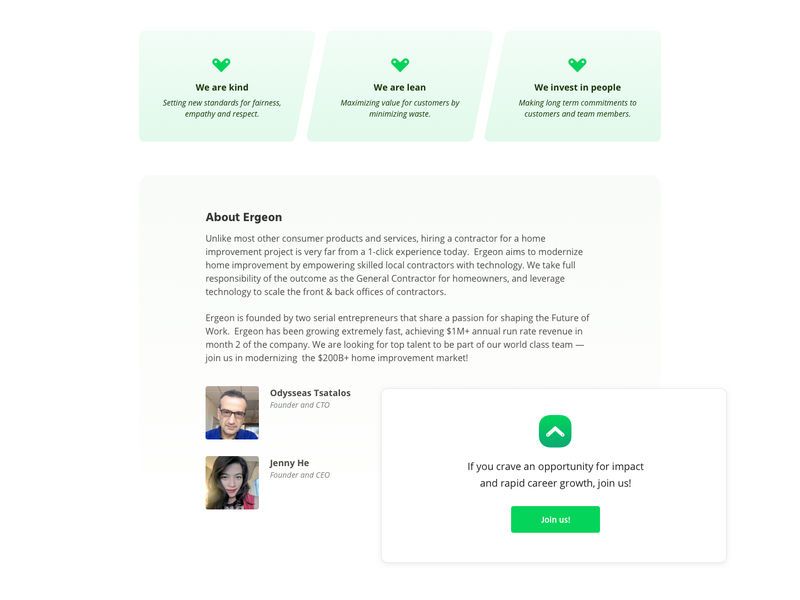 We are kind
Setting new standards for fairness,
empathy and respect.
We are lean
Maximizing value for customers by
minimizing waste.
We invest in people
Making long term commitments to
customers and team members.
About Ergeon
Unlike most other consumer products and services, hiring a contractor for a home
improvement project is very far from a 1-click experience today.  Ergeon aims to modernize
home improvement by empowering skilled local contractors with technology. We take full
responsibility of the outcome as the General Contractor for homeowners, and leverage
technology to scale the front & back offices of contractors.
Ergeon is founded by two serial entrepreneurs that share a passion for shaping the Future of
Work.  Ergeon has been growing extremely fast, achieving $1M+ annual run rate revenue in
month 2 of the company. We are looking for top talent to be part of our world class team —
join us in modernizing  the $200B+ home improvement market!
Odysseas Tsatalos
Founder and CTO
Jenny He
Founder and CEO
If you crave an opportunity for impact
and rapid career growth, join us!
Join us!